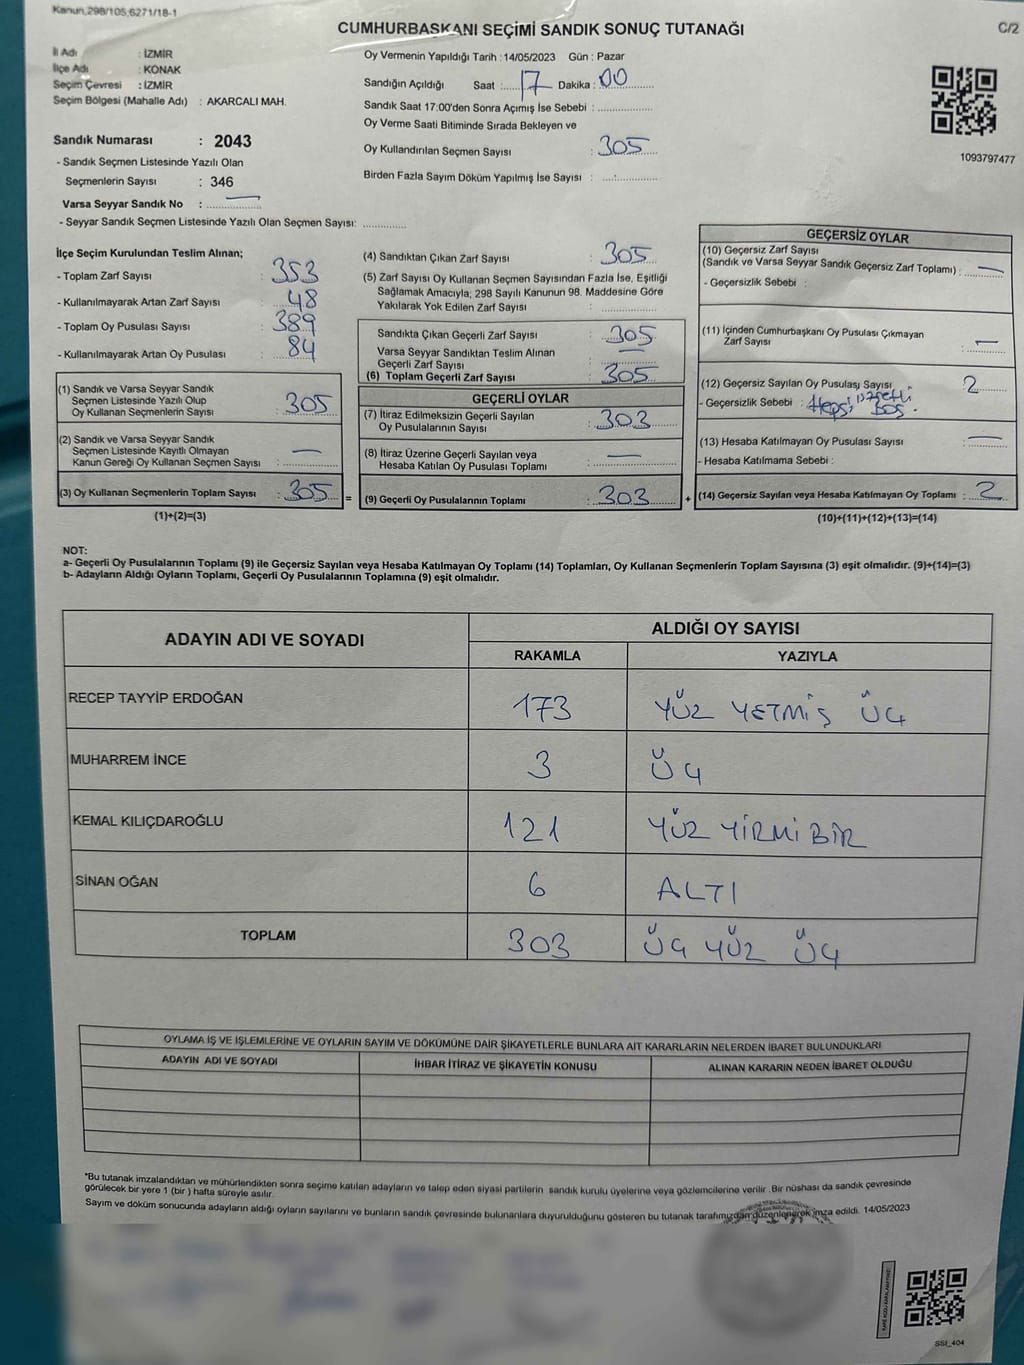 Kanun,298/105,6271/18-1
CUMHURBAŞKANI SEÇİMİ SANDIK SONUÇ TUTANAĞI
C/2
İl Adı : İZMİR
İlçe Adı : KONAK
Seçim Çevresi : İZMİR
Seçim Bölgesi (Mahalle Adı) : AKARCALI MAH.
Oy Vermenin Yapıldığı Tarih : 14/05/2023 Gün : Pazar
Sandığın Açıldığı Saat : 17 Dakika : 00
Sandık Saat 17:00'den Sonra Açımış İse Sebebi :
Oy Verme Saati Bitiminde Sırada Bekleyen ve
Oy Kullandırılan Seçmen Sayısı : 305
Birden Fazla Sayım Döküm Yapılmış İse Sayısı :
1093797477
Sandık Numarası : 2043
- Sandık Seçmen Listesinde Yazılı Olan
Seçmenlerin Sayısı : 346
Varsa Seyyar Sandık No : —
- Seyyar Sandık Seçmen Listesinde Yazılı Olan Seçmen Sayısı:
İlçe Seçim Kurulundan Teslim Alınan;
- Toplam Zarf Sayısı : 353
- Kullanılmayarak Artan Zarf Sayısı : 48
- Toplam Oy Pusulası Sayısı : 389
- Kullanılmayarak Artan Oy Pusulası : 84
(1) Sandık ve Varsa Seyyar Sandık
Seçmen Listesinde Yazılı Olup
Oy Kullanan Seçmenlerin Sayısı : 305
(2) Sandık ve Varsa Seyyar Sandık
Seçmen Listesinde Kayıtlı Olmayan
Kanun Gereği Oy Kullanan Seçmen Sayısı : —
(3) Oy Kullanan Seçmenlerin Toplam Sayısı : 305 =
(1)+(2)=(3)
(4) Sandıktan Çıkan Zarf Sayısı : 305
(5) Zarf Sayısı Oy Kullanan Seçmen Sayısından Fazla İse, Eşitliği
Sağlamak Amacıyla; 298 Sayılı Kanunun 98. Maddesine Göre
Yakılarak Yok Edilen Zarf Sayısı :
Sandıkta Çıkan Geçerli Zarf Sayısı : 305
Varsa Seyyar Sandıktan Teslim Alınan
Geçerli Zarf Sayısı : —
(6) Toplam Geçerli Zarf Sayısı : 305
GEÇERLİ OYLAR
(7) İtiraz Edilmeksizin Geçerli Sayılan
Oy Pusulalarının Sayısı : 303
(8) İtiraz Üzerine Geçerli Sayılan veya
Hesaba Katılan Oy Pusulası Toplamı : —
(9) Geçerli Oy Pusulalarının Toplamı : 303 +
GEÇERSİZ OYLAR
(10) Geçersiz Zarf Sayısı
(Sandık ve Varsa Seyyar Sandık Geçersiz Zarf Toplamı) : —
- Geçersizlik Sebebi :
(11) İçinden Cumhurbaşkanı Oy Pusulası Çıkmayan
Zarf Sayısı : —
(12) Geçersiz Sayılan Oy Pusulası Sayısı : 2
- Geçersizlik Sebebi : Hepsi işaretli
Boş.
(13) Hesaba Katılmayan Oy Pusulası Sayısı : —
- Hesaba Katılmama Sebebi :
(14) Geçersiz Sayılan veya Hesaba Katılmayan Oy Toplamı : 2
(10)+(11)+(12)+(13)=(14)
NOT:
a- Geçerli Oy Pusulalarının Toplamı (9) ile Geçersiz Sayılan veya Hesaba Katılmayan Oy Toplamı (14) Toplamları, Oy Kullanan Seçmenlerin Toplam Sayısına (3) eşit olmalıdır. (9)+(14)=(3)
b- Adayların Aldığı Oyların Toplamı, Geçerli Oy Pusulalarının Toplamına (9) eşit olmalıdır.
ADAYIN ADI VE SOYADI
ALDIĞI OY SAYISI
RAKAMLA YAZIYLA
RECEP TAYYİP ERDOĞAN 173 YÜZ YETMİŞ ÜÇ
MUHARREM İNCE 3 ÜÇ
KEMAL KILIÇDAROĞLU 121 YÜZ YİRMİ BİR
SİNAN OĞAN 6 ALTI
TOPLAM 303 ÜÇ YÜZ ÜÇ
OYLAMA İŞ VE İŞLEMLERİNE VE OYLARIN SAYIM VE DÖKÜMÜNE DAİR ŞİKAYETLERLE BUNLARA AİT KARARLARIN NELERDEN İBARET BULUNDUKLARI
ADAYIN ADI VE SOYADI İHBAR İTİRAZ VE ŞİKAYETİN KONUSU ALINAN KARARIN NEDEN İBARET OLDUĞU
*Bu tutanak imzalandıktan ve mühürlendikten sonra seçime katılan adayların ve talep eden siyasi partilerin sandık kurulu üyelerine veya gözlemcilerine verilir. Bir nüshası da sandık çevresinde
görülecek bir yere 1 (bir) hafta süreyle asılır.
Sayım ve döküm sonucunda adayların aldığı oyların sayılarını ve bunların sandık çevresinde bulunanlara duyurulduğunu gösteren bu tutanak tarafımızdan düzenlenerek imza edildi. 14/05/2023
SSI_404